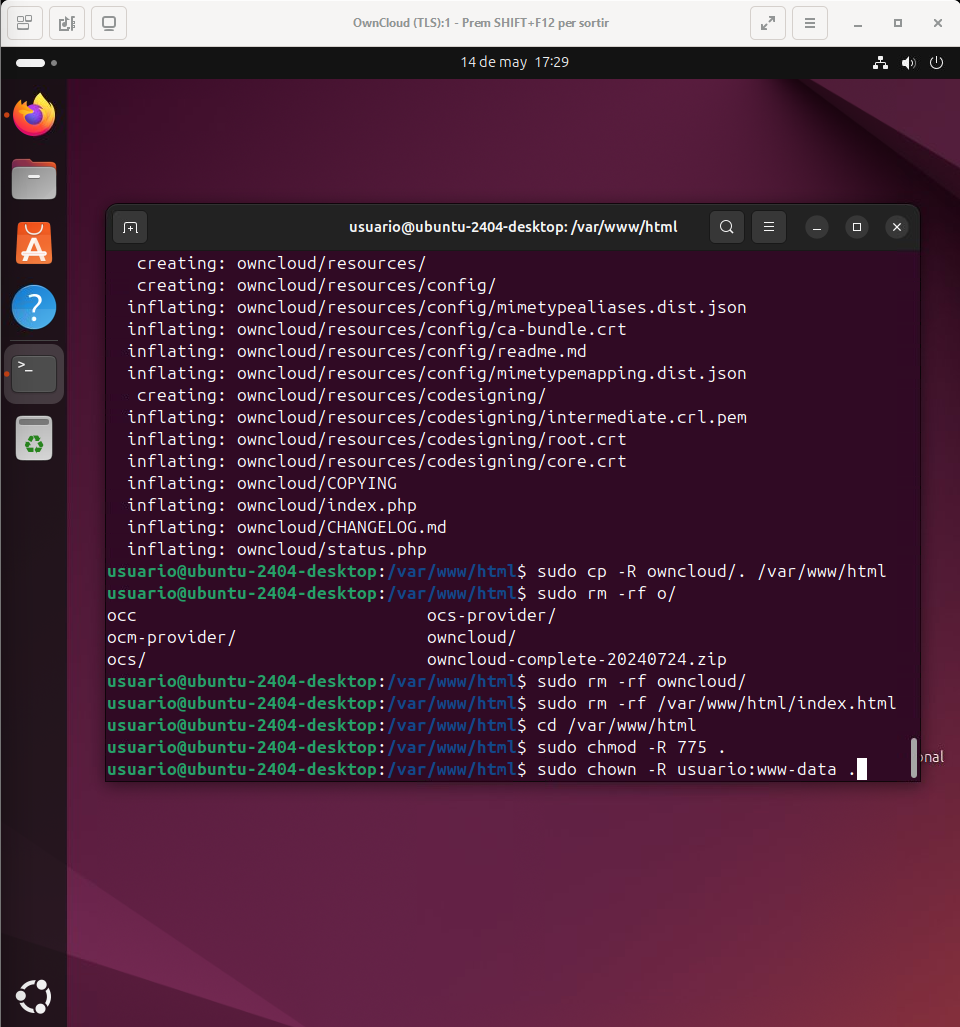 OwnCloud (TLS):1 - Prem SHIFT+F12 per sortir
14 de may 17:29
usuario@ubuntu-2404-desktop: /var/www/html
creating: owncloud/resources/
creating: owncloud/resources/config/
inflating: owncloud/resources/config/mimetypealiases.dist.json
inflating: owncloud/resources/config/ca-bundle.crt
inflating: owncloud/resources/config/readme.md
inflating: owncloud/resources/config/mimetypemapping.dist.json
creating: owncloud/resources/codesigning/
inflating: owncloud/resources/codesigning/intermediate.crl.pem
inflating: owncloud/resources/codesigning/root.crt
inflating: owncloud/resources/codesigning/core.crt
inflating: owncloud/COPYING
inflating: owncloud/index.php
inflating: owncloud/CHANGELOG.md
inflating: owncloud/status.php
usuario@ubuntu-2404-desktop:/var/www/html$ sudo cp -R owncloud/. /var/www/html
usuario@ubuntu-2404-desktop:/var/www/html$ sudo rm -rf o/
occ ocs-provider/
ocm-provider/ owncloud/
ocs/ owncloud-complete-20240724.zip
usuario@ubuntu-2404-desktop:/var/www/html$ sudo rm -rf owncloud/
usuario@ubuntu-2404-desktop:/var/www/html$ sudo rm -rf /var/www/html/index.html
usuario@ubuntu-2404-desktop:/var/www/html$ cd /var/www/html
usuario@ubuntu-2404-desktop:/var/www/html$ sudo chmod -R 775 .
usuario@ubuntu-2404-desktop:/var/www/html$ sudo chown -R usuario:www-data .